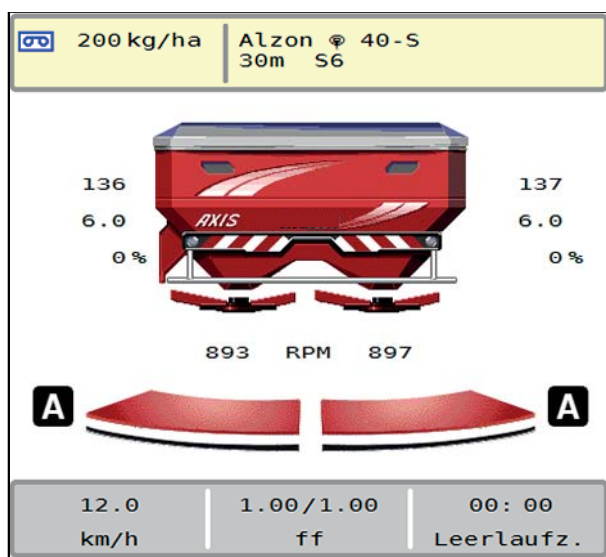 200 kg/ha
Alzon 40-S
30m S6
136 137
6.0 AXIS 6.0
0% 0%
893 RPM 897
A A
12.0 1.00/1.00 00:00
km/h ff Leerlaufz.